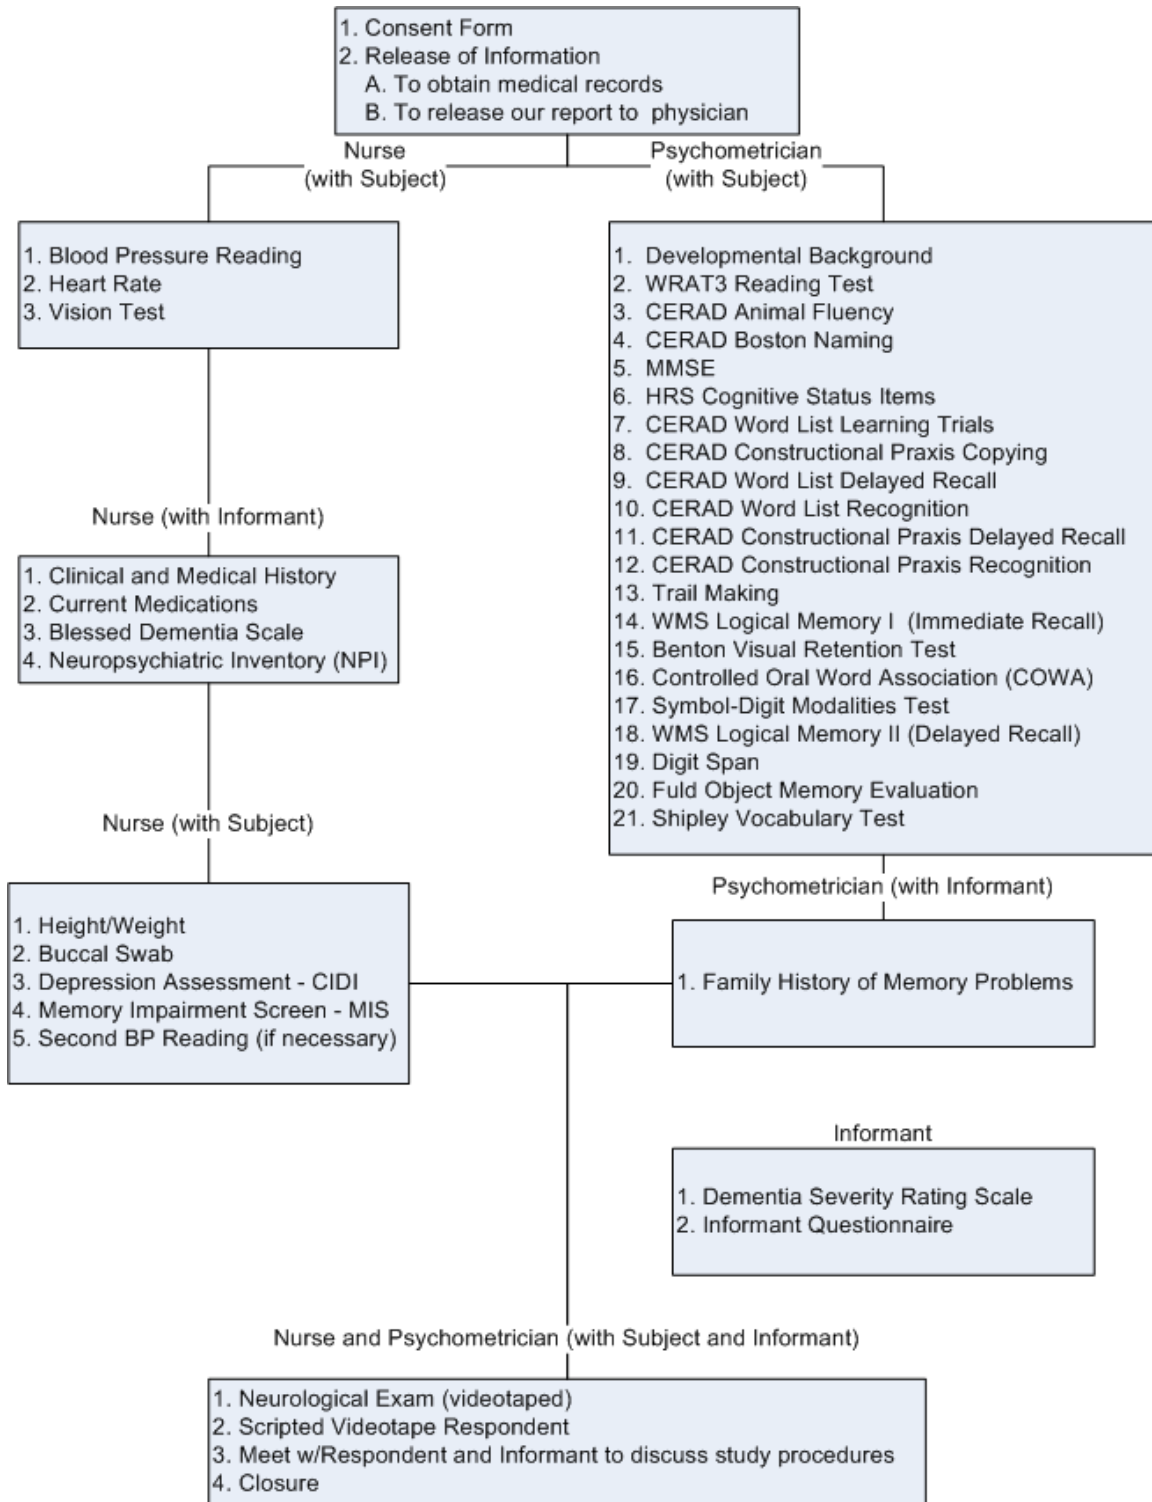 1. Consent Form
2. Release of Information
A. To obtain medical records
B. To release our report to physician
Nurse
(with Subject)
Psychometrician
(with Subject)
1. Blood Pressure Reading
2. Heart Rate
3. Vision Test
1. Developmental Background
2. WRAT3 Reading Test
3. CERAD Animal Fluency
4. CERAD Boston Naming
5. MMSE
6. HRS Cognitive Status Items
7. CERAD Word List Learning Trials
8. CERAD Constructional Praxis Copying
9. CERAD Word List Delayed Recall
10. CERAD Word List Recognition
11. CERAD Constructional Praxis Delayed Recall
12. CERAD Constructional Praxis Recognition
13. Trail Making
14. WMS Logical Memory I (Immediate Recall)
15. Benton Visual Retention Test
16. Controlled Oral Word Association (COWA)
17. Symbol-Digit Modalities Test
18. WMS Logical Memory II (Delayed Recall)
19. Digit Span
20. Fuld Object Memory Evaluation
21. Shipley Vocabulary Test
Nurse (with Informant)
1. Clinical and Medical History
2. Current Medications
3. Blessed Dementia Scale
4. Neuropsychiatric Inventory (NPI)
Nurse (with Subject)
1. Height/Weight
2. Buccal Swab
3. Depression Assessment - CIDI
4. Memory Impairment Screen - MIS
5. Second BP Reading (if necessary)
Psychometrician (with Informant)
1. Family History of Memory Problems
Informant
1. Dementia Severity Rating Scale
2. Informant Questionnaire
Nurse and Psychometrician (with Subject and Informant)
1. Neurological Exam (videotaped)
2. Scripted Videotape Respondent
3. Meet w/Respondent and Informant to discuss study procedures
4. Closure